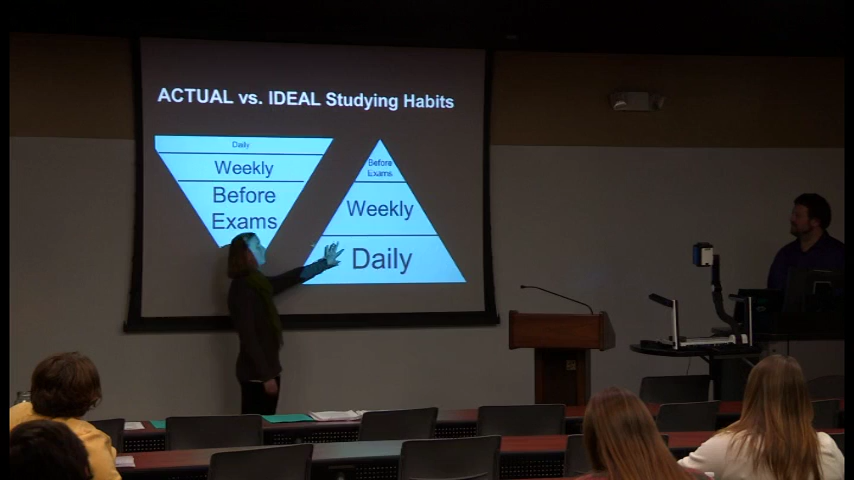 ACTUAL vs. IDEAL Studying Habits
Daily
Weekly
Before
Exams
Before
Exams
Weekly
Daily